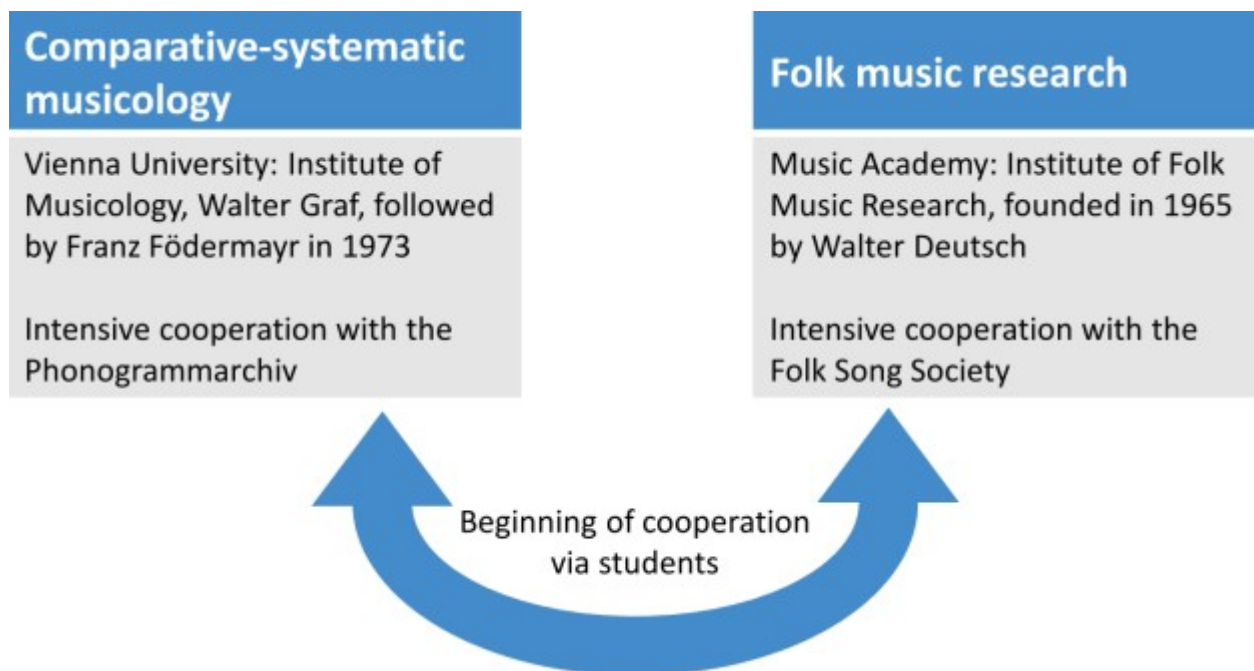 Comparative-systematic
musicology
Vienna University: Institute of
Musicology, Walter Graf, followed
by Franz Födermayr in 1973
Intensive cooperation with the
Phonogrammarchiv
Folk music research
Music Academy: Institute of Folk
Music Research, founded in 1965
by Walter Deutsch
Intensive cooperation with the
Folk Song Society
Beginning of cooperation
via students